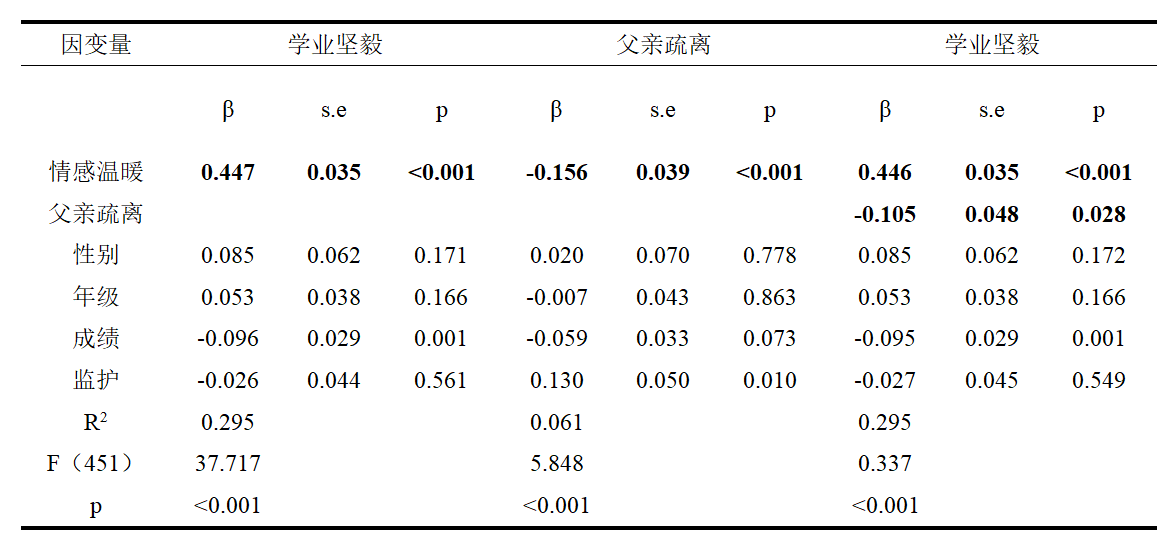 因变量 学业坚毅 父亲疏离 学业坚毅
β s.e p β s.e p β s.e p
情感温暖 0.447 0.035 <0.001 -0.156 0.039 <0.001 0.446 0.035 <0.001
父亲疏离 -0.105 0.048 0.028
性别 0.085 0.062 0.171 0.020 0.070 0.778 0.085 0.062 0.172
年级 0.053 0.038 0.166 -0.007 0.043 0.863 0.053 0.038 0.166
成绩 -0.096 0.029 0.001 -0.059 0.033 0.073 -0.095 0.029 0.001
监护 -0.026 0.044 0.561 0.130 0.050 0.010 -0.027 0.045 0.549
R² 0.295 0.061 0.295
F（451） 37.717 5.848 0.337
p <0.001 <0.001 <0.001